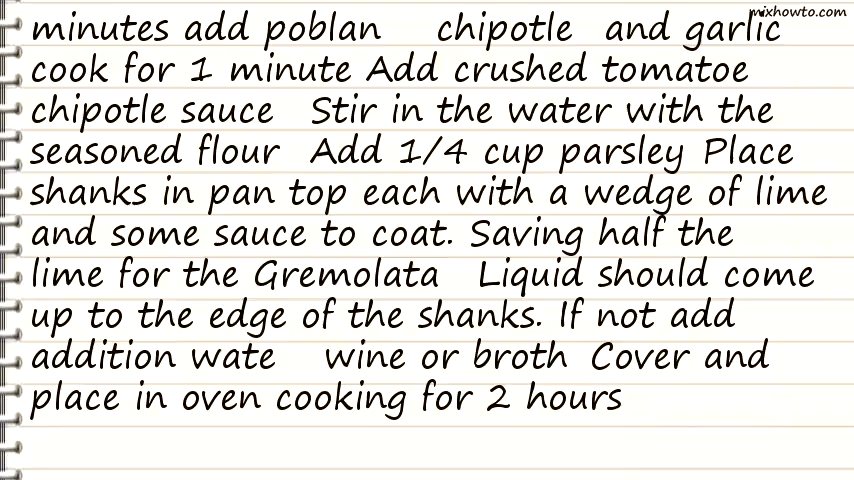 mixhowto.com
minutes add poblan chipotle and garlic
cook for 1 minute Add crushed tomatoe
chipotle sauce Stir in the water with the
seasoned flour Add 1/4 cup parsley Place
shanks in pan top each with a wedge of lime
and some sauce to coat. Saving half the
lime for the Gremolata Liquid should come
up to the edge of the shanks. If not add
addition wate wine or broth Cover and
place in oven cooking for 2 hours